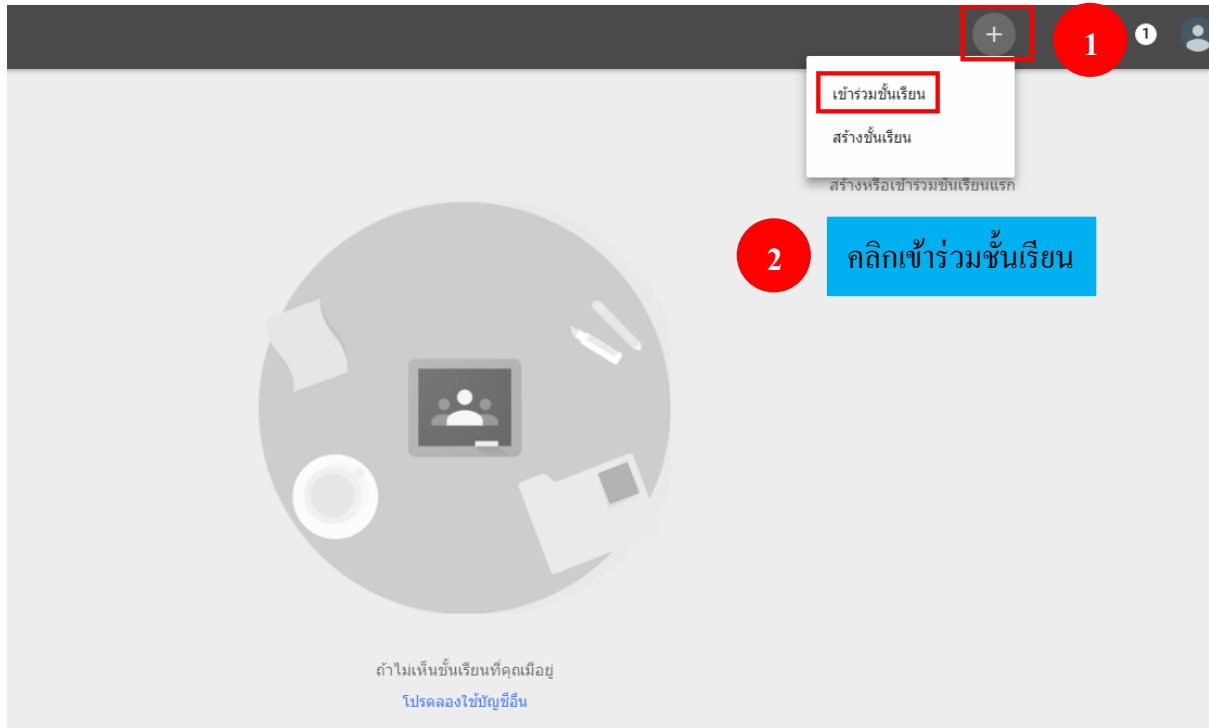 +
1
1
เข้าร่วมชั้นเรียน
สร้างชั้นเรียน
สร้างหรือเข้าร่วมชั้นเรียนแรก
2
คลิกเข้าร่วมชั้นเรียน
ถ้าไม่เห็นชั้นเรียนที่คุณมีอยู่
โปรดลองใช้บัญชีอื่น